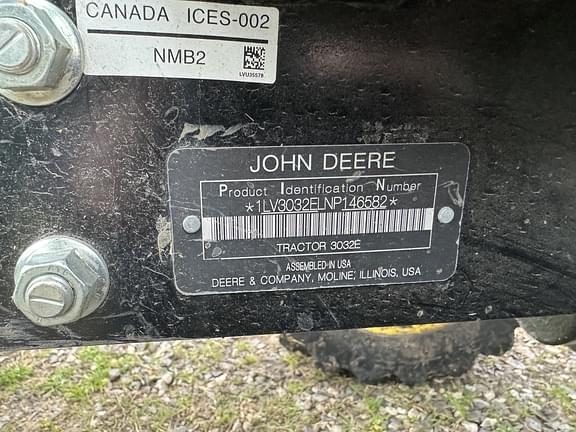 CANADA ICES-002
NMB2
LVU35578
JOHN DEERE
Product Identification Number
*1LV3032ELNP146582*
TRACTOR 3032E
ASSEMBLED IN USA
DEERE & COMPANY, MOLINE, ILLINOIS, USA